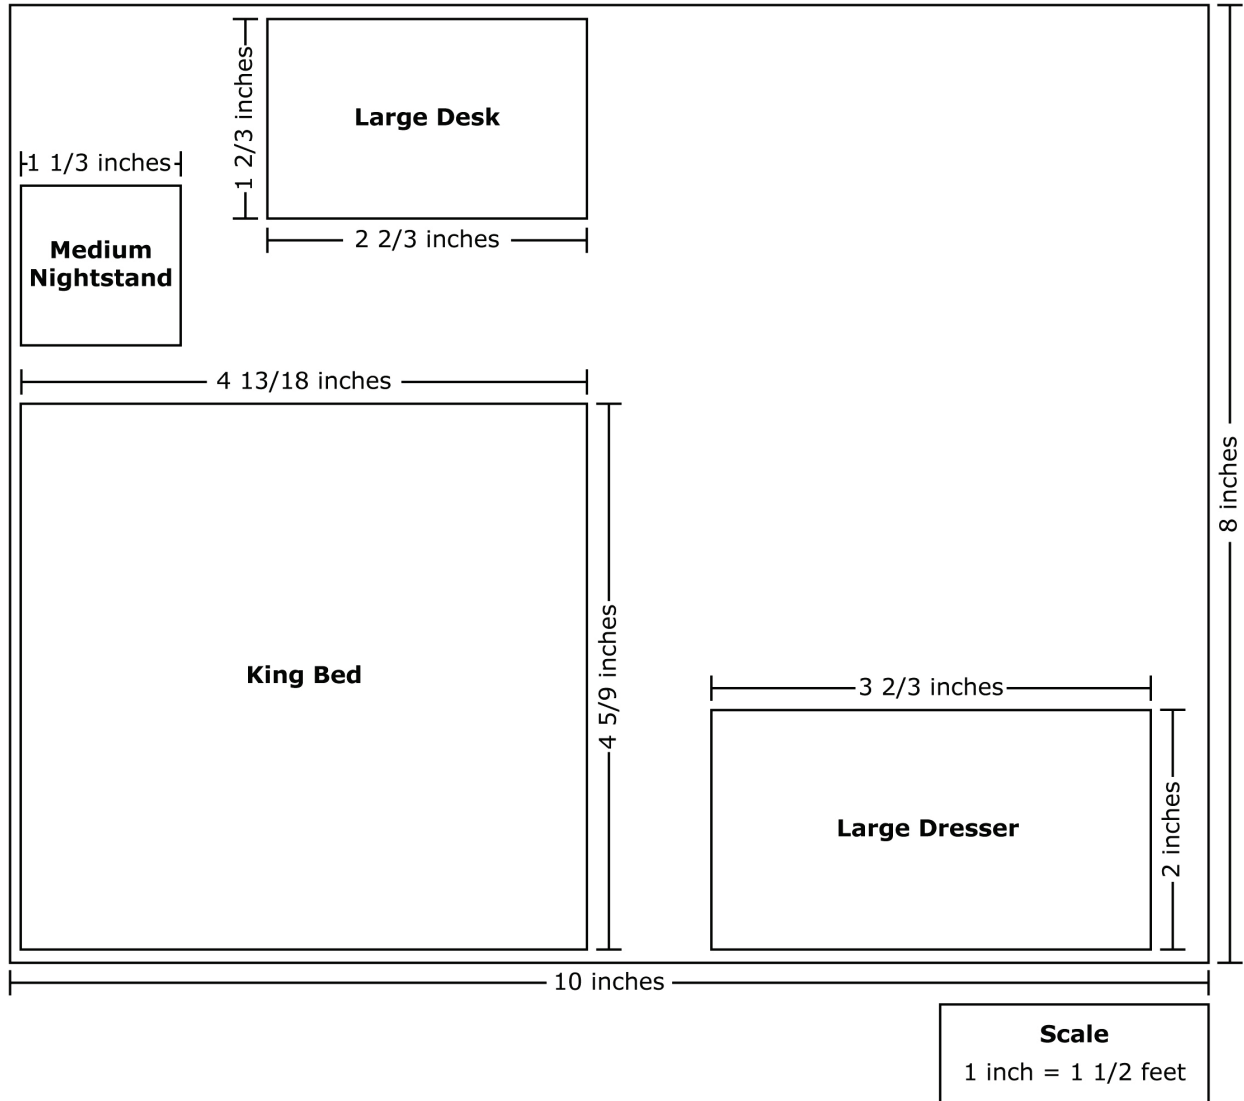 1 2/3 inches
Large Desk
1 1/3 inches
2 2/3 inches
Medium
Nightstand
4 13/18 inches
8 inches
King Bed
4 5/9 inches
3 2/3 inches
Large Dresser
2 inches
10 inches
Scale
1 inch = 1 1/2 feet